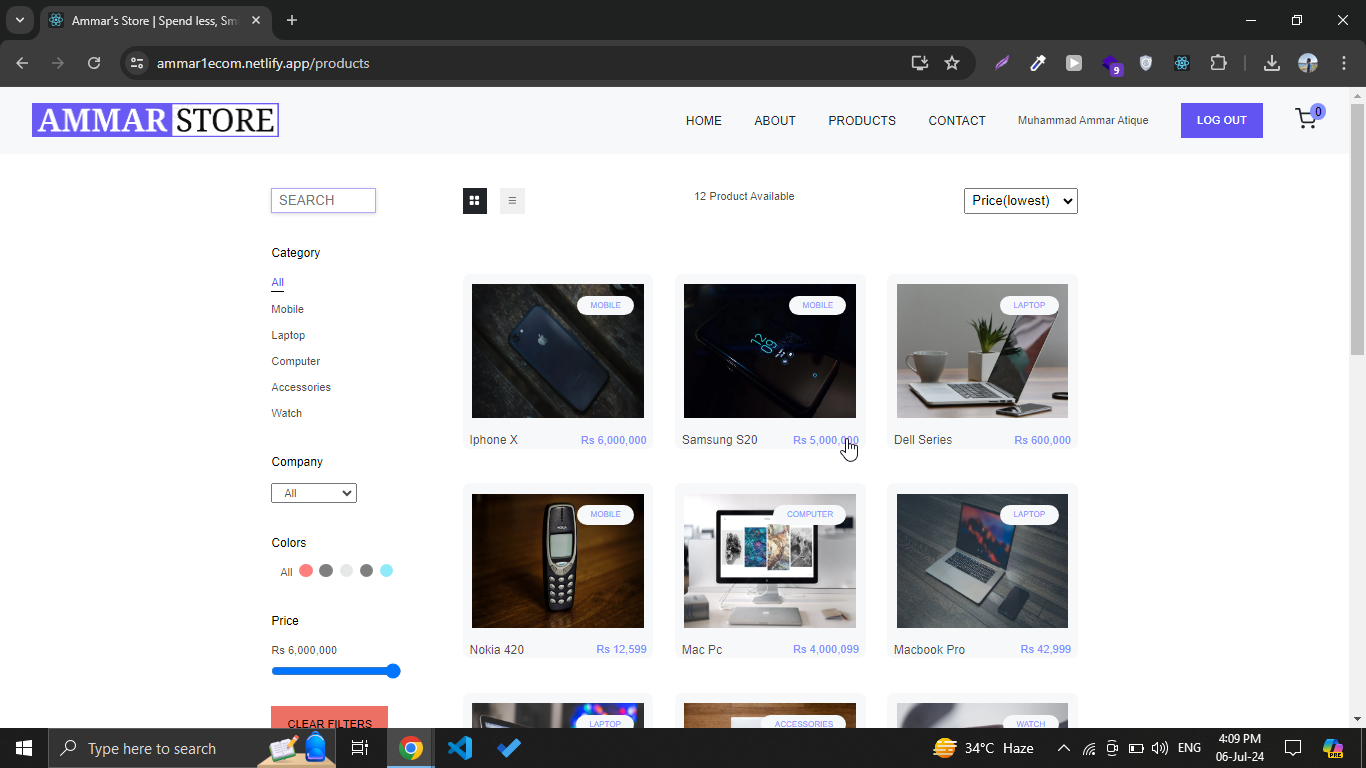 Ammar's Store | Spend less, Sm
ammar1ecom.netlify.app/products
9
AMMAR STORE
HOME ABOUT PRODUCTS CONTACT Muhammad Ammar Atique LOG OUT 0
SEARCH
12 Product Available
Price(lowest)
Category
All
Mobile
Laptop
Computer
Accessories
Watch
Company
All
Colors
All
Price
Rs 6,000,000
CLEAR FILTERS
MOBILE
Iphone X Rs 6,000,000
MOBILE
12
09
Samsung S20 Rs 5,000,000
LAPTOP
Dell Series Rs 600,000
MOBILE
NOKIA
Nokia 420 Rs 12,599
COMPUTER
Mac Pc Rs 4,000,099
LAPTOP
Macbook Pro Rs 42,999
LAPTOP
ACCESSORIES
WATCH
Type here to search
34°C Haze
ENG
4:09 PM
06-Jul-24
PRE